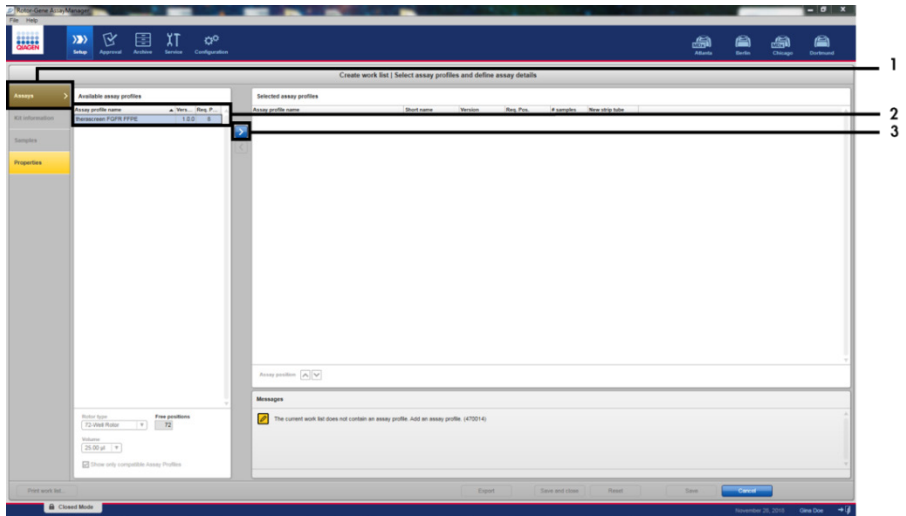 Rotor-Gene AssayManager
File Help
QIAGEN
Setup Approval Archive Service Configuration
Atlanta Berlin Chicago Dortmund
Create work list | Select assay profiles and define assay details
1
Assays
Available assay profiles
Selected assay profiles
Assay profile name Vers... Req. P...
Assay profile name Short name Version Req. Pos. # samples New strip tube
2
Kit information
therascreen FGFR FFPE 1.0.0 8
3
Samples
Properties
Assay position
Messages
The current work list does not contain an assay profile. Add an assay profile. (470014)
Rotor type Free positions
72-Well Rotor 72
Volume
25.00 µl
Show only compatible Assay Profiles
Print work list... Export Save and close Reset Save Cancel
Closed Mode
November 28, 2018 Gina Doe